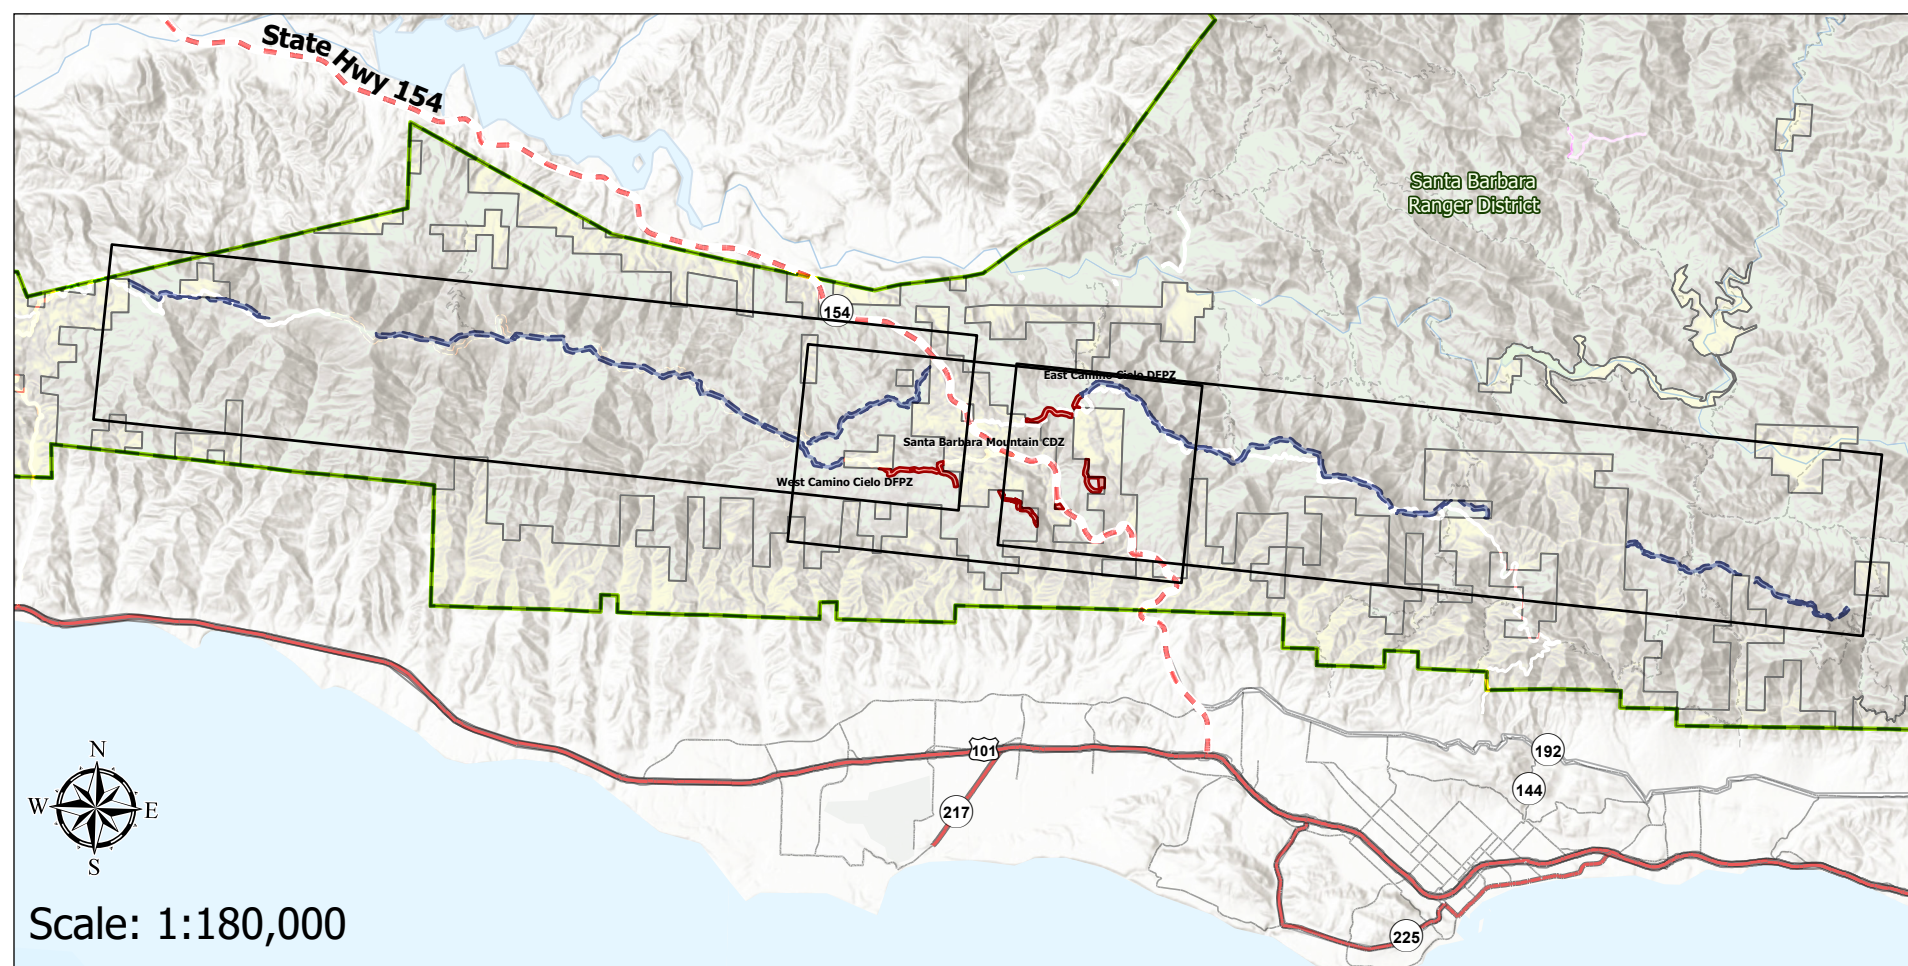 State Hwy 154
Santa Barbara
Ranger District
154
East Camino Cielo DFPZ
Santa Barbara Mountain CDZ
West Camino Cielo DFPZ
101
192
144
217
225
N
W
E
S
Scale: 1:180,000